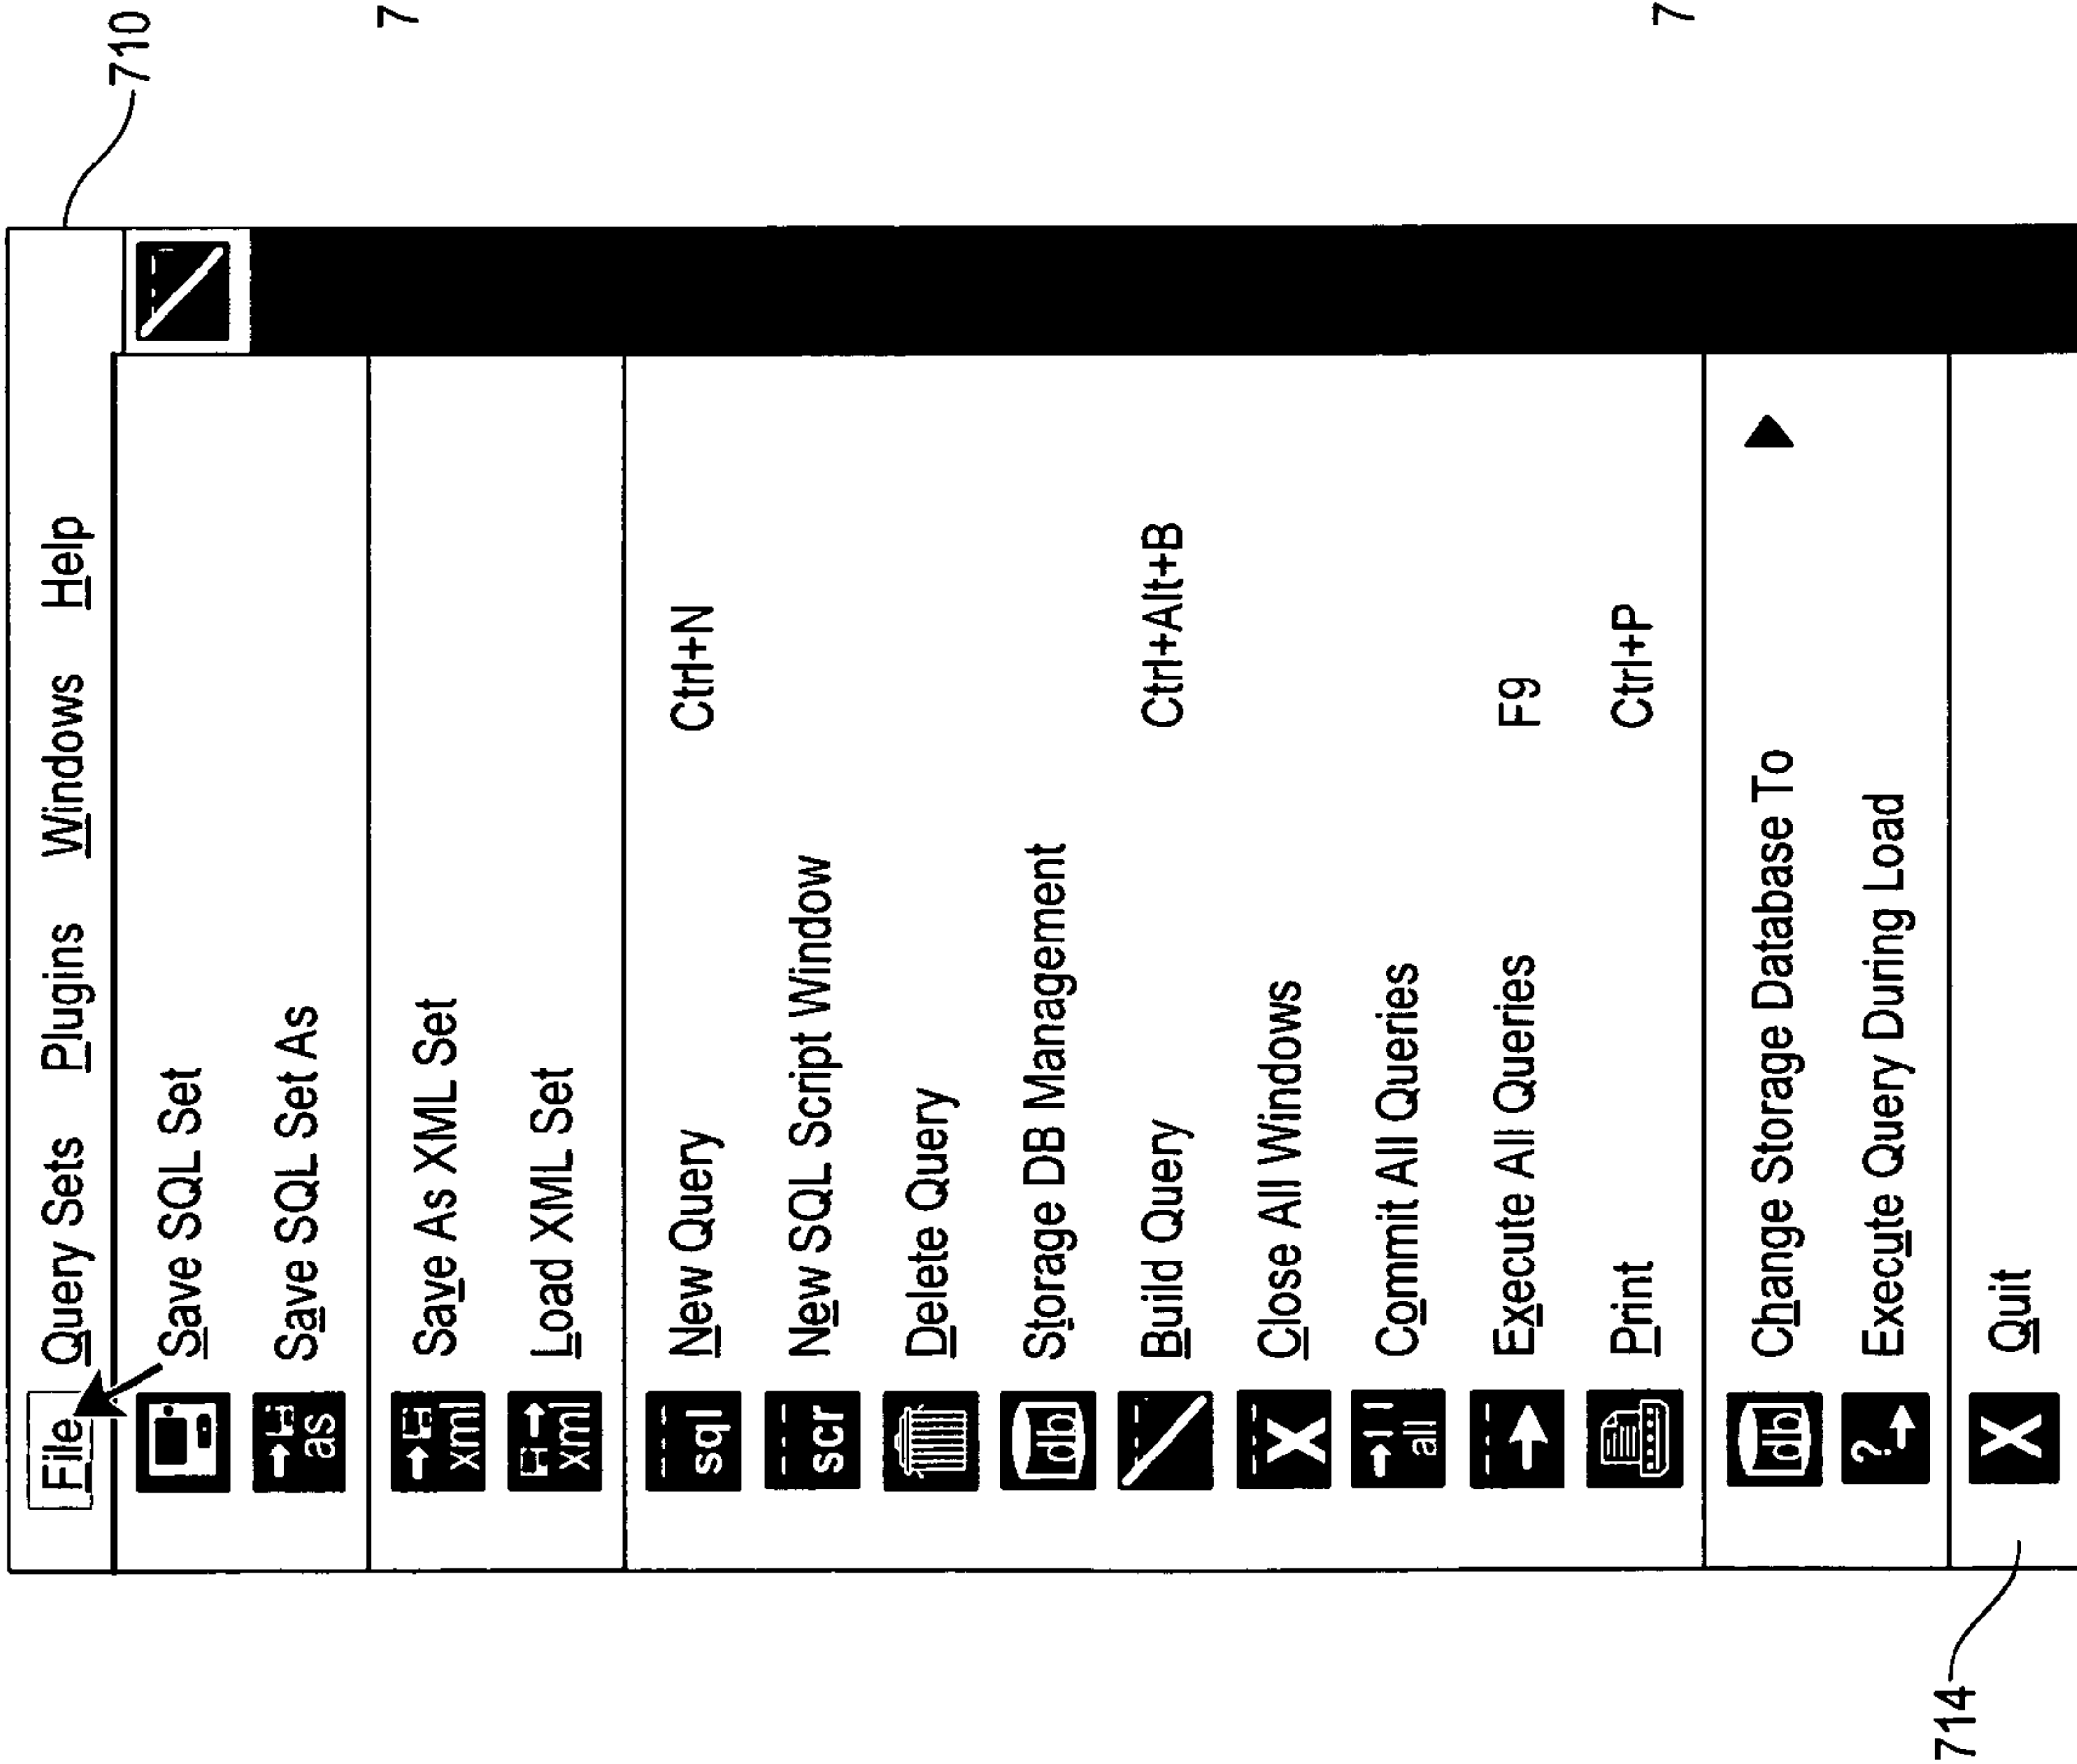 710
File Query Sets Plugins Windows Help
Save SQL Set
as Save SQL Set As
7
xml Save As XML Set
xml Load XML Set
sql New Query Ctrl+N
scr New SQL Script Window
Delete Query
db Storage DB Management
Build Query Ctrl+Alt+B
X Close All Windows
all Commit All Queries
Execute All Queries F9
Print Ctrl+P
7
db Change Storage Database To
? Execute Query During Load
X Quit
714